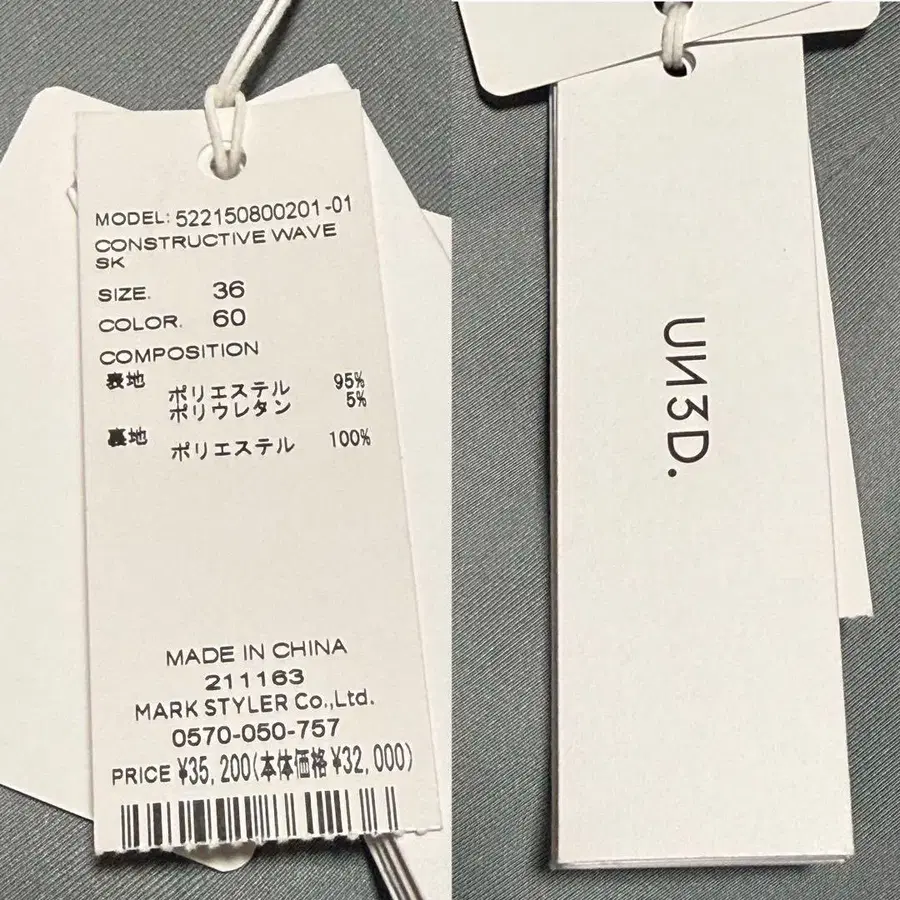 MODEL: 522150800201-01
CONSTRUCTIVE WAVE
SK
SIZE. 36
COLOR. 60
COMPOSITION
表地 ポリエステル 95%
ポリウレタン 5%
裏地 ポリエステル 100%
MADE IN CHINA
211163
MARK STYLER Co.,Ltd.
0570-050-757
PRICE ¥35,200(本体価格¥32,000)
UN3D.